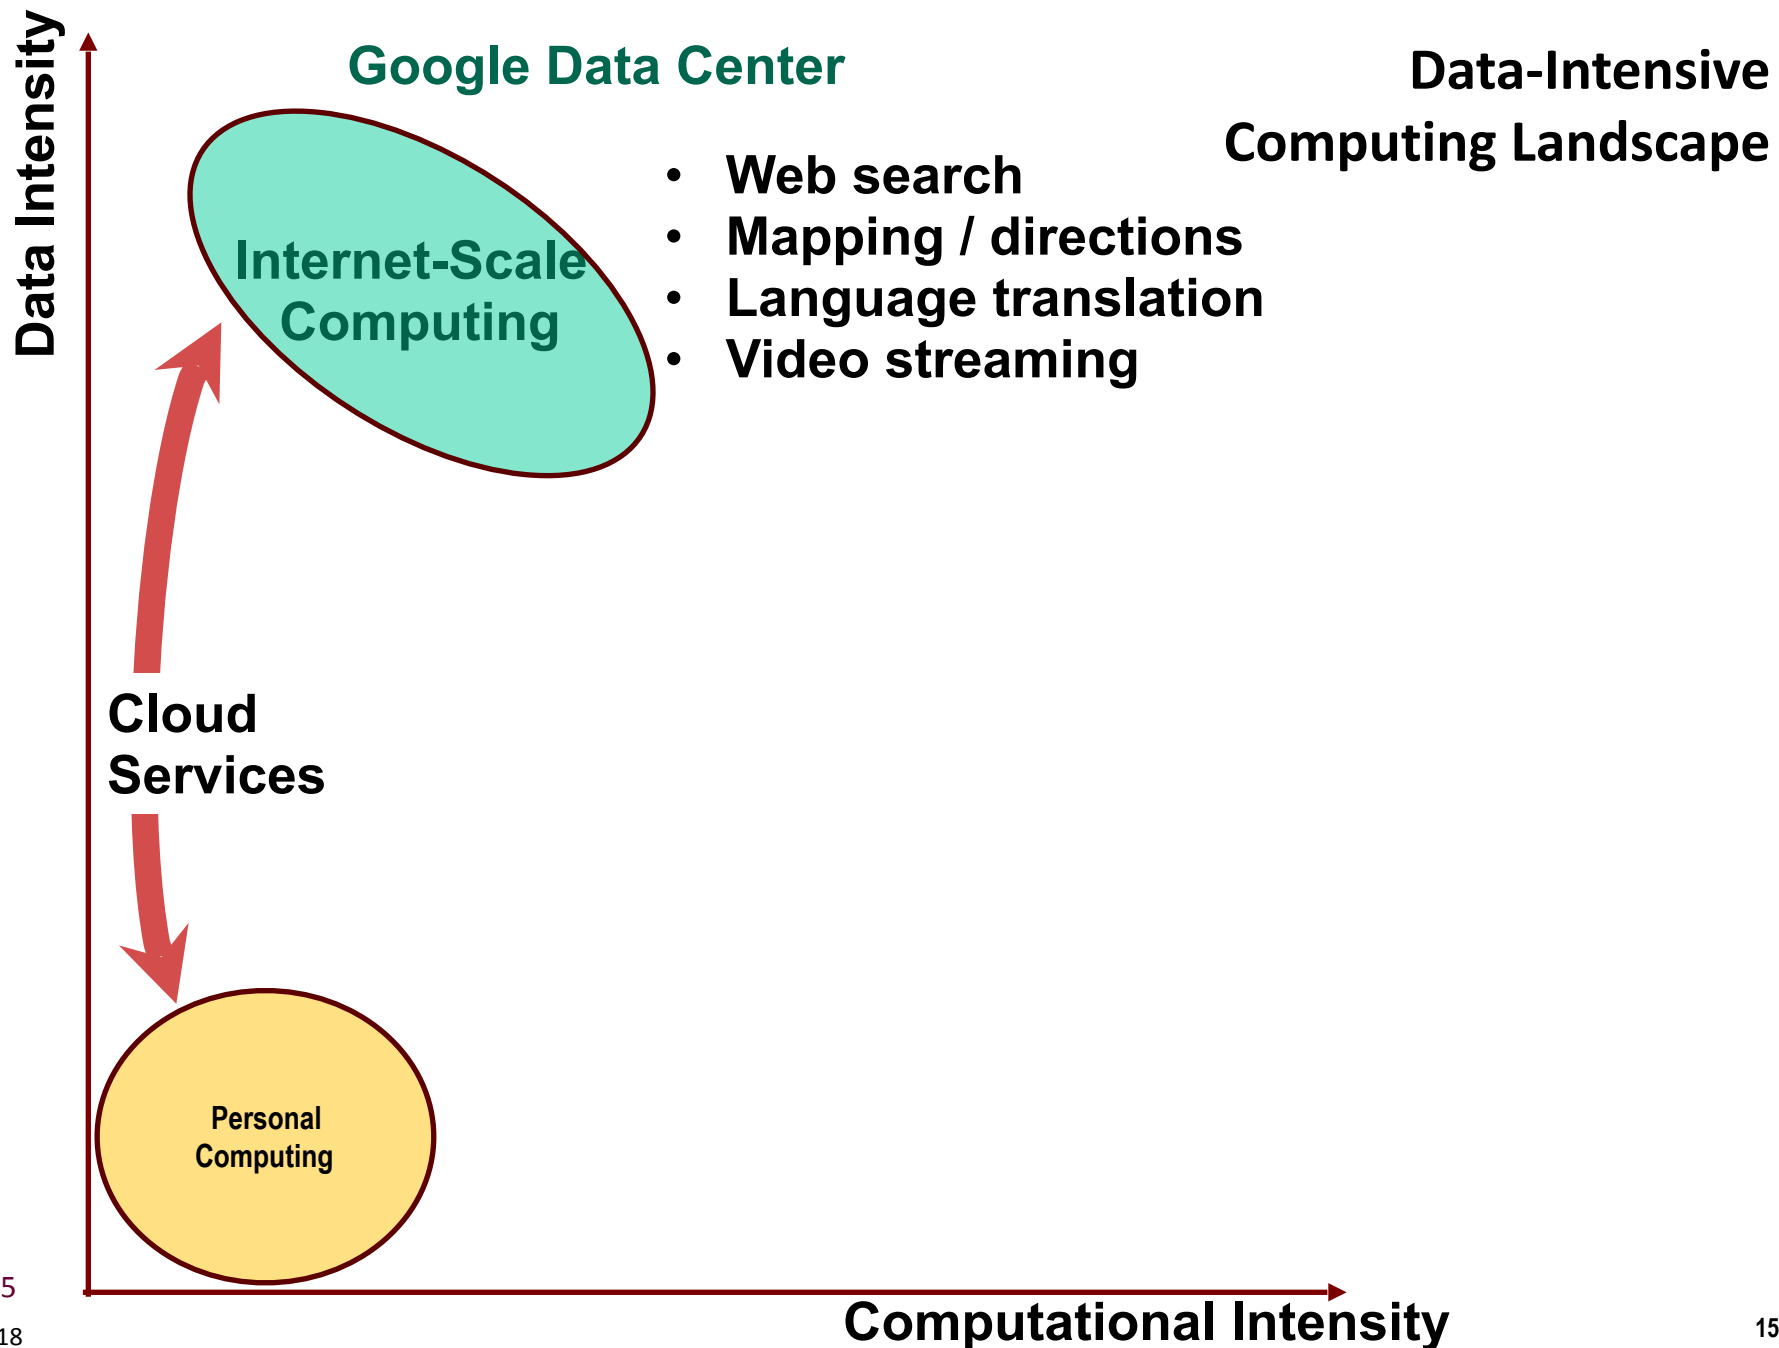 Data Intensity
Google Data Center
Data-Intensive
Computing Landscape
• Web search
• Mapping / directions
• Language translation
• Video streaming
Internet-Scale
Computing
Cloud
Services
Personal
Computing
Computational Intensity
5
18
15